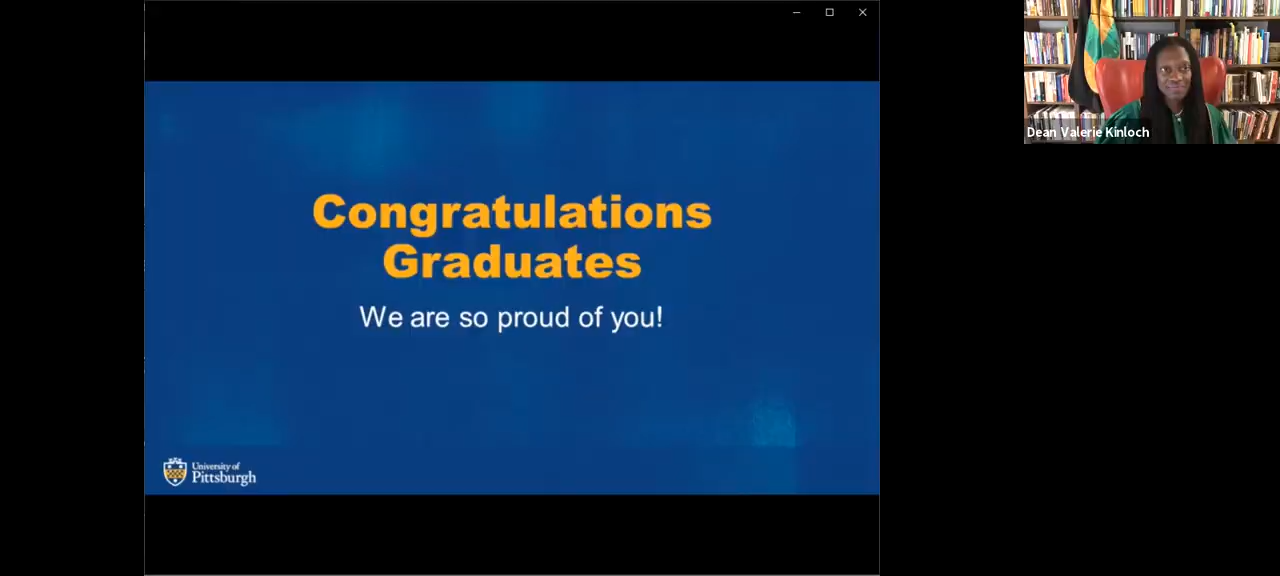 Congratulations
Graduates
We are so proud of you!
University of
Pittsburgh
Dean Valerie Kinloch